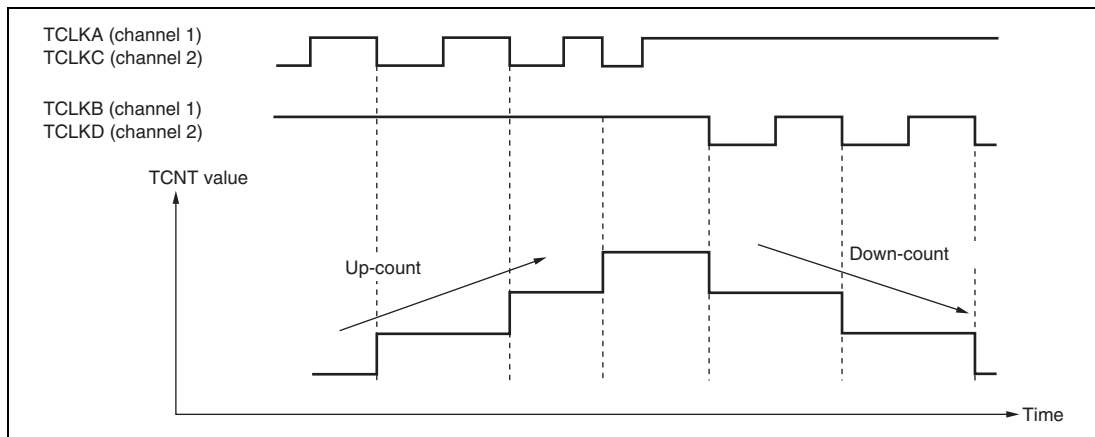 TCLKA (channel 1)
TCLKC (channel 2)
TCLKB (channel 1)
TCLKD (channel 2)
TCNT value
Up-count
Down-count
Time